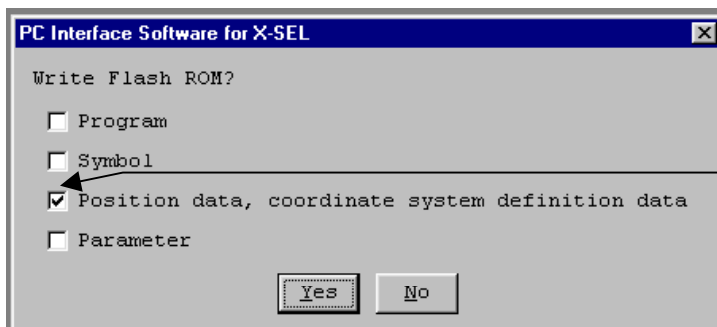 PC Interface Software for X-SEL
Write Flash ROM?
Program
Symbol
Position data, coordinate system definition data
Parameter
Yes No